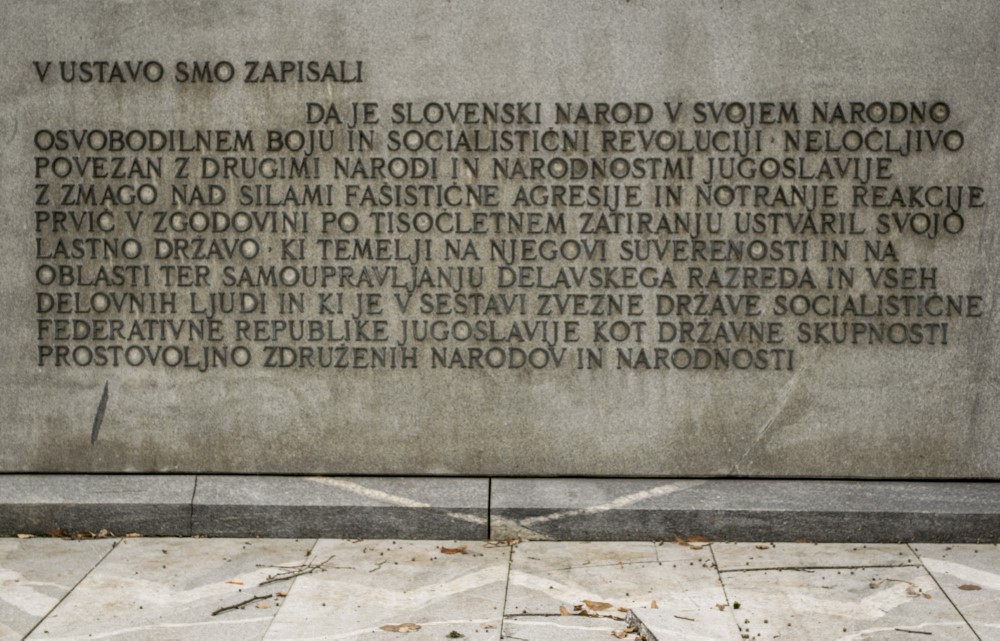 V USTAVO SMO ZAPISALI
DA JE SLOVENSKI NAROD V SVOJEM NARODNO
OSVOBODILNEM BOJU IN SOCIALISTIČNI REVOLUCIJI · NELOČLJIVO
POVEZAN Z DRUGIMI NARODI IN NARODNOSTMI JUGOSLAVIJE
Z ZMAGO NAD SILAMI FAŠISTIČNE AGRESIJE IN NOTRANJE REAKCIJE
PRVIČ V ZGODOVINI PO TISOČLETNEM ZATIRANJU USTVARIL SVOJO
LASTNO DRŽAVO · KI TEMELJI NA NJEGOVI SUVERENOSTI IN NA
OBLASTI TER SAMOUPRAVLJANJU DELAVSKEGA RAZREDA IN VSEH
DELOVNIH LJUDI IN KI JE V SESTAVI ZVEZNE DRŽAVE SOCIALISTIČNE
FEDERATIVNE REPUBLIKE JUGOSLAVIJE KOT DRŽAVNE SKUPNOSTI
PROSTOVOLJNO ZDRUŽENIH NARODOV IN NARODNOSTI